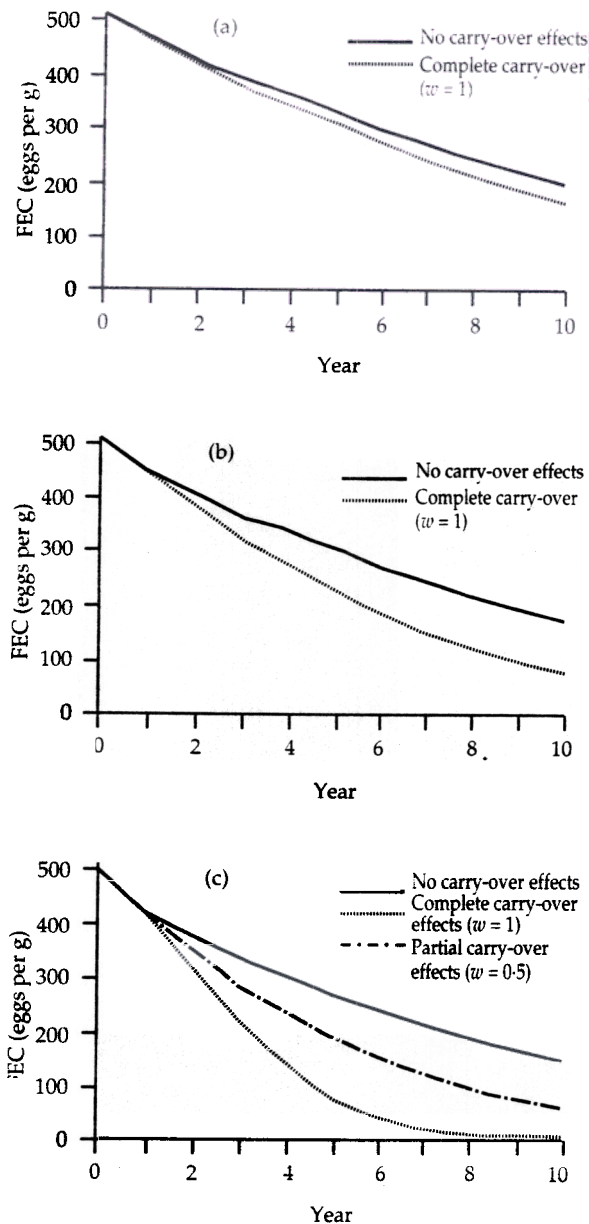 (a)
500
400
300
200
100
0
FEC (eggs per g)
No carry-over effects
Complete carry-over
(w = 1)
0 2 4 6 8 10
Year
(b)
500
400
300
200
100
0
FEC (eggs per g)
No carry-over effects
Complete carry-over
(w = 1)
0 2 4 6 8 10
Year
(c)
500
400
300
200
100
0
FEC (eggs per g)
No carry-over effects
Complete carry-over
effects (w = 1)
Partial carry-over
effects (w = 0·5)
0 2 4 6 8 10
Year